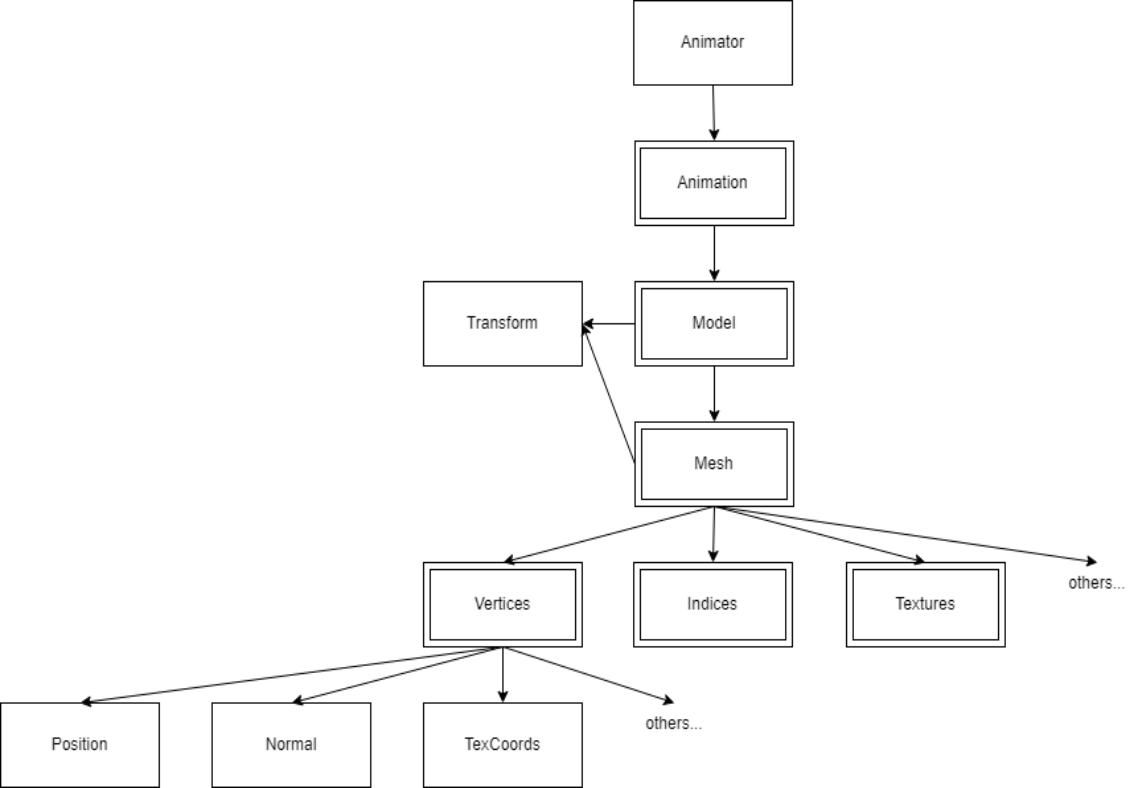 Animator
Animation
Transform
Model
Mesh
Vertices
Indices
Textures
others...
Position
Normal
TexCoords
others...